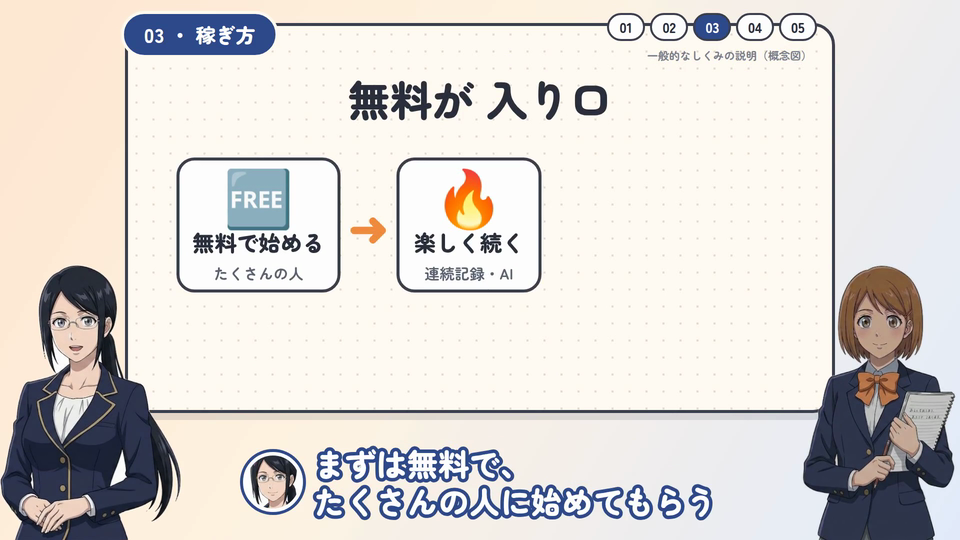 03 ・ 稼ぎ方
01 02 03 04 05
一般的なしくみの説明（概念図）
無料が 入り口
FREE
無料で始める
たくさんの人
楽しく続く
連続記録・AI
まずは無料で、
たくさんの人に始めてもらう